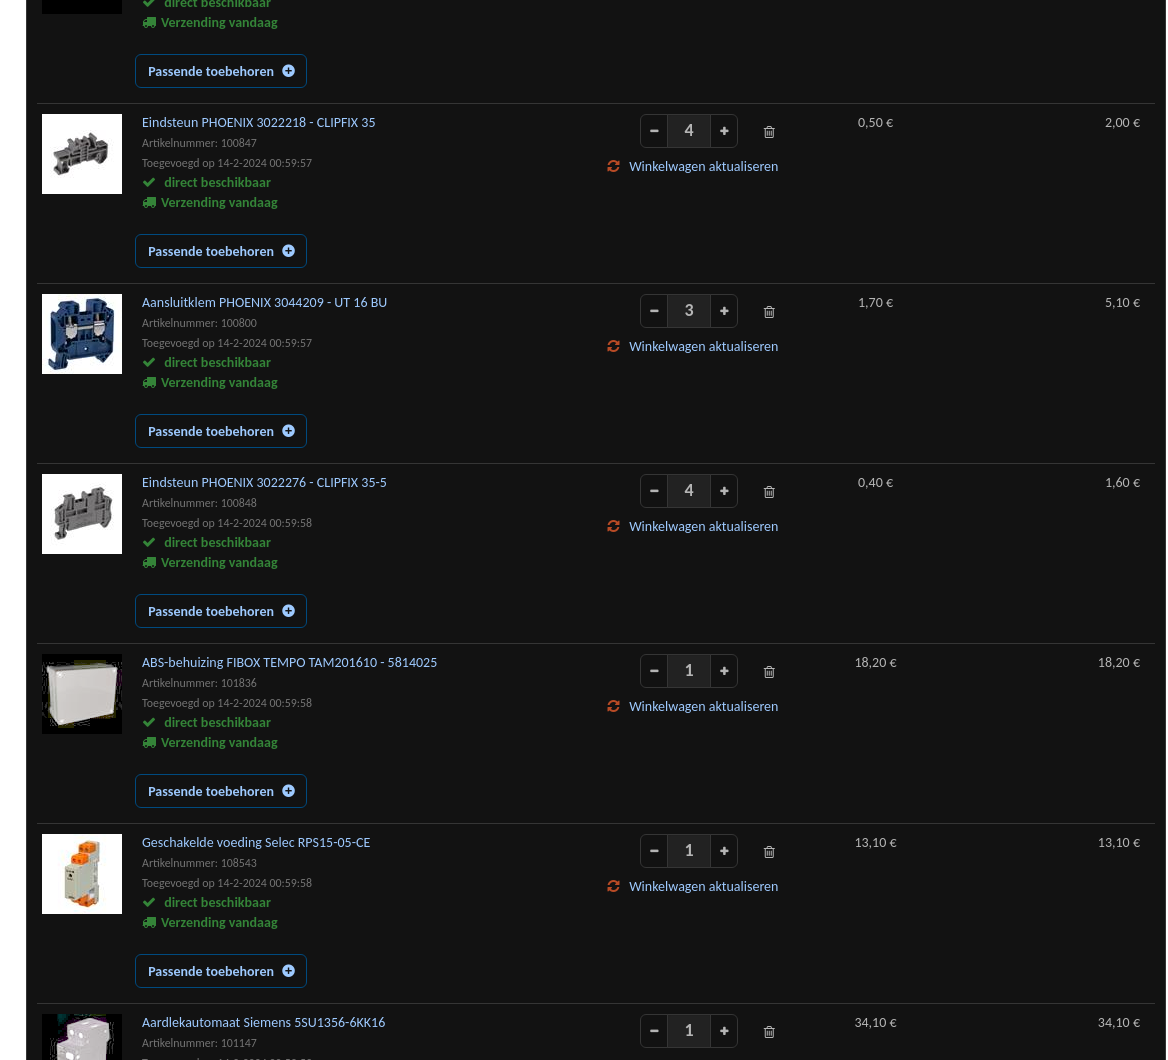 direct beschikbaar
Verzending vandaag
Passende toebehoren
Eindsteun PHOENIX 3022218 - CLIPFIX 35
4
0,50 €
2,00 €
Artikelnummer: 100847
Toegevoegd op 14-2-2024 00:59:57
Winkelwagen aktualiseren
direct beschikbaar
Verzending vandaag
Passende toebehoren
Aansluitklem PHOENIX 3044209 - UT 16 BU
3
1,70 €
5,10 €
Artikelnummer: 100800
Toegevoegd op 14-2-2024 00:59:57
Winkelwagen aktualiseren
direct beschikbaar
Verzending vandaag
Passende toebehoren
Eindsteun PHOENIX 3022276 - CLIPFIX 35-5
4
0,40 €
1,60 €
Artikelnummer: 100848
Toegevoegd op 14-2-2024 00:59:58
Winkelwagen aktualiseren
direct beschikbaar
Verzending vandaag
Passende toebehoren
ABS-behuizing FIBOX TEMPO TAM201610 - 5814025
1
18,20 €
18,20 €
Artikelnummer: 101836
Toegevoegd op 14-2-2024 00:59:58
Winkelwagen aktualiseren
direct beschikbaar
Verzending vandaag
Passende toebehoren
Geschakelde voeding Selec RPS15-05-CE
1
13,10 €
13,10 €
Artikelnummer: 108543
Toegevoegd op 14-2-2024 00:59:58
Winkelwagen aktualiseren
direct beschikbaar
Verzending vandaag
Passende toebehoren
Aardlekautomaat Siemens 5SU1356-6KK16
1
34,10 €
34,10 €
Artikelnummer: 101147